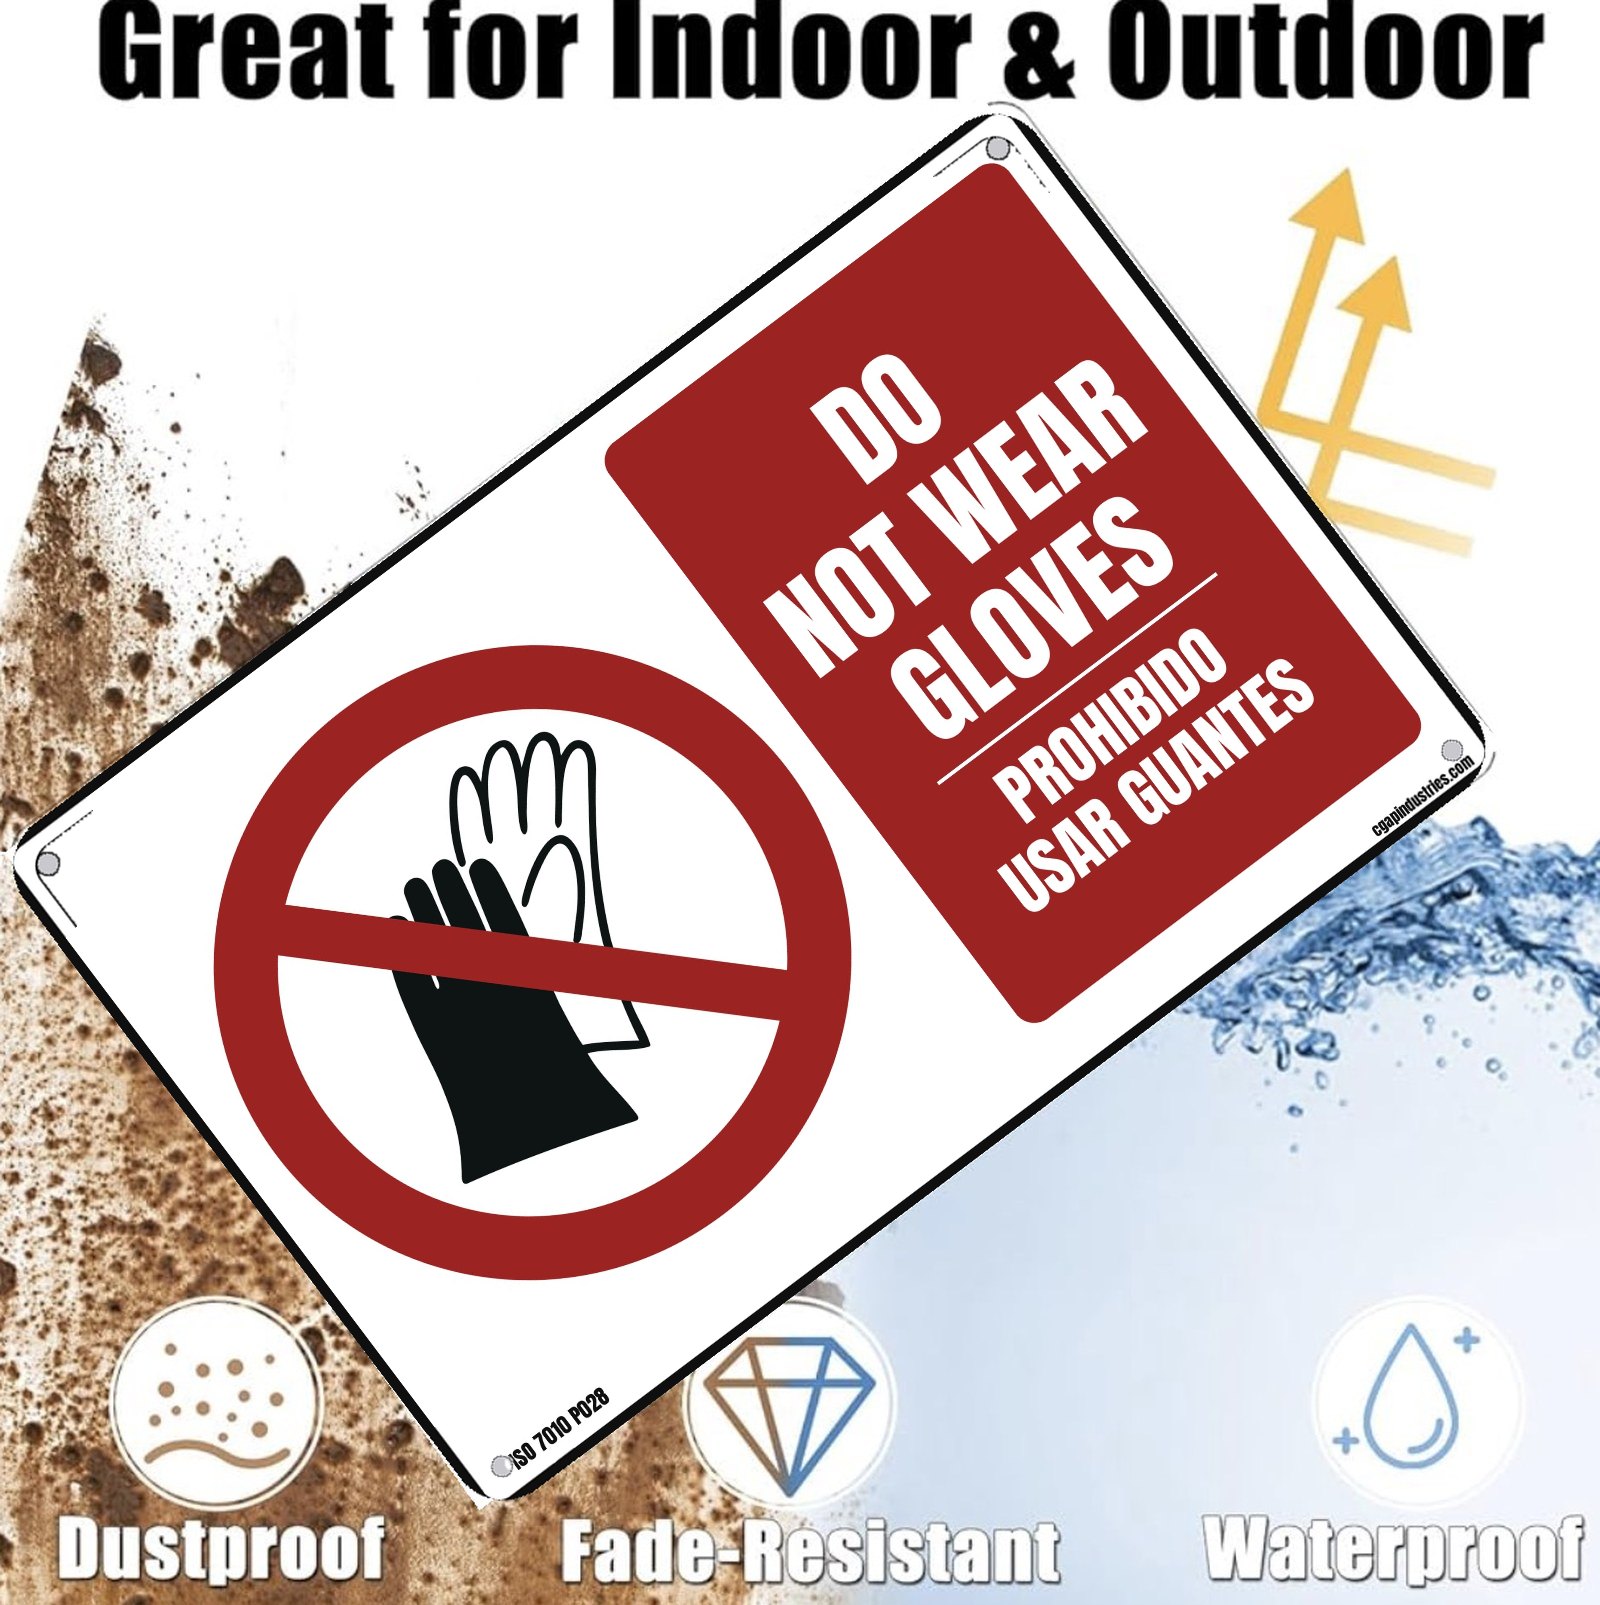 Great for Indoor & Outdoor
DO
NOT WEAR
GLOVES
PROHIBIDO
USAR GUANTES
cgapindustries.com
ISO 7010 P028
Dustproof
Fade-Resistant
Waterproof